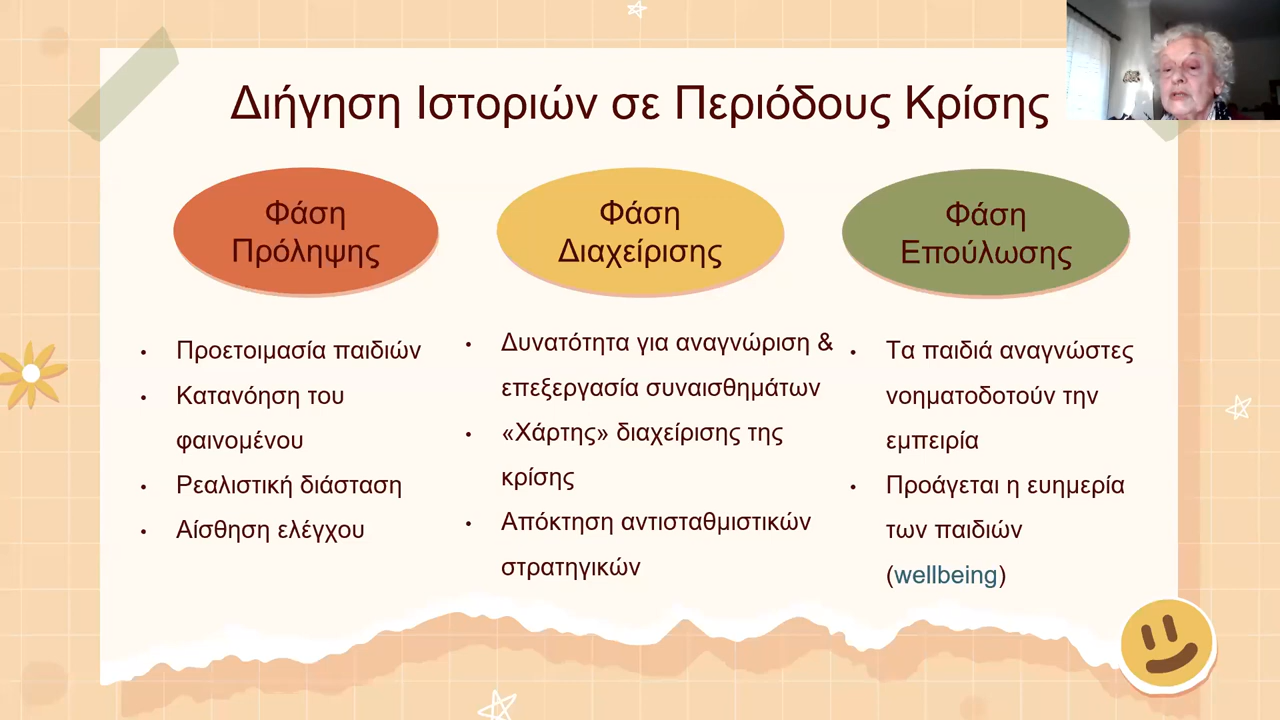 Διήγηση Ιστοριών σε Περιόδους Κρίσης
Φάση
Πρόληψης
• Προετοιμασία παιδιών
• Κατανόηση του
φαινομένου
• Ρεαλιστική διάσταση
• Αίσθηση ελέγχου
Φάση
Διαχείρισης
• Δυνατότητα για αναγνώριση &
επεξεργασία συναισθημάτων
• «Χάρτης» διαχείρισης της
κρίσης
• Απόκτηση αντισταθμιστικών
στρατηγικών
Φάση
Επούλωσης
• Τα παιδιά αναγνώστες
νοηματοδοτούν την
εμπειρία
• Προάγεται η ευημερία
των παιδιών
(wellbeing)